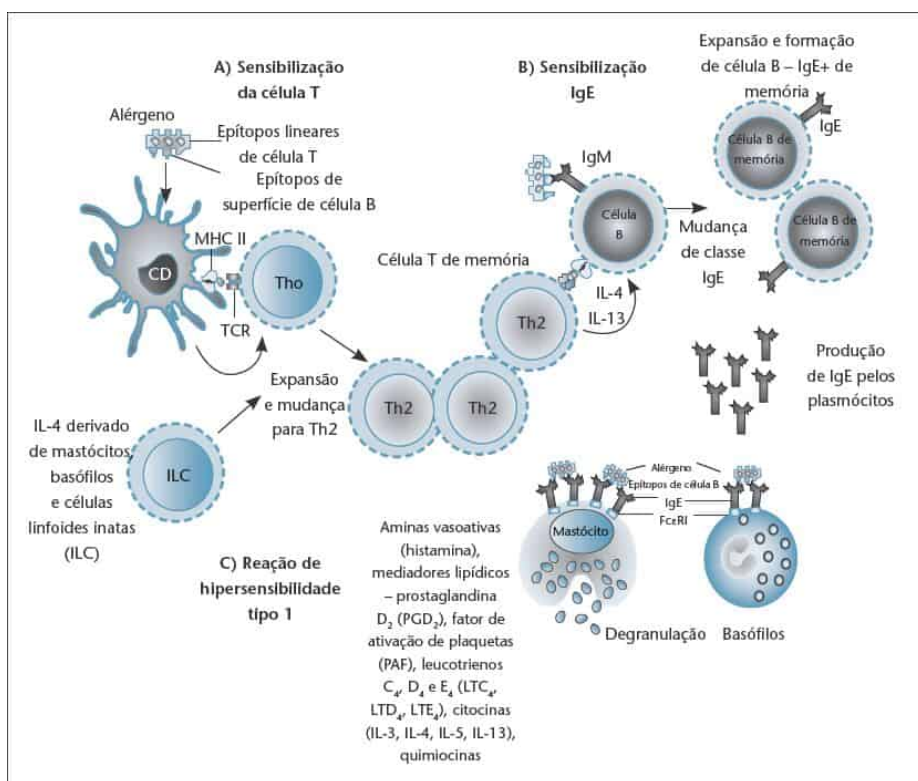 A) Sensibilização
da célula T
Alérgeno
Epítopos lineares
de célula T
Epítopos de
superfície de célula B
MHC II
CD
TCR
Tho
Expansão
e mudança
para Th2
IL-4 derivado
de mastócitos,
basófilos
e células
linfoides inatas
(ILC)
ILC
Th2
Th2
B) Sensibilização
IgE
IgM
Célula
B
Célula T de memória
Th2
IL-4
IL-13
Mudança
de classe
IgE
Expansão e formação
de célula B – IgE+ de
memória
IgE
Célula B de
memória
Célula B de
memória
Produção
de IgE pelos
plasmócitos
C) Reação de
hipersensibilidade
tipo 1
Aminas vasoativas
(histamina),
mediadores lipídicos
– prostaglandina
D₂ (PGD₂), fator de
ativação de plaquetas
(PAF), leucotrienos
C₄, D₄ e E₄ (LTC₄,
LTD₄, LTE₄), citocinas
(IL-3, IL-4, IL-5, IL-13),
quimiocinas
Alérgeno
Epítopos de célula B
IgE
FcεRI
Mastócito
Degranulação
Basófilos